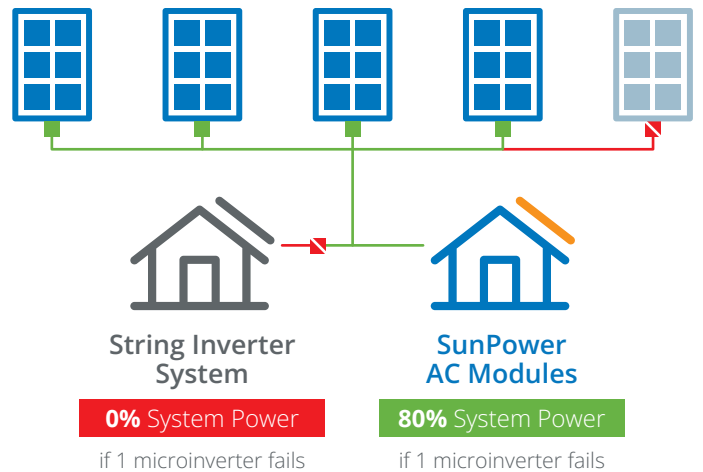 String Inverter
System
0% System Power
if 1 microinverter fails
SunPower
AC Modules
80% System Power
if 1 microinverter fails